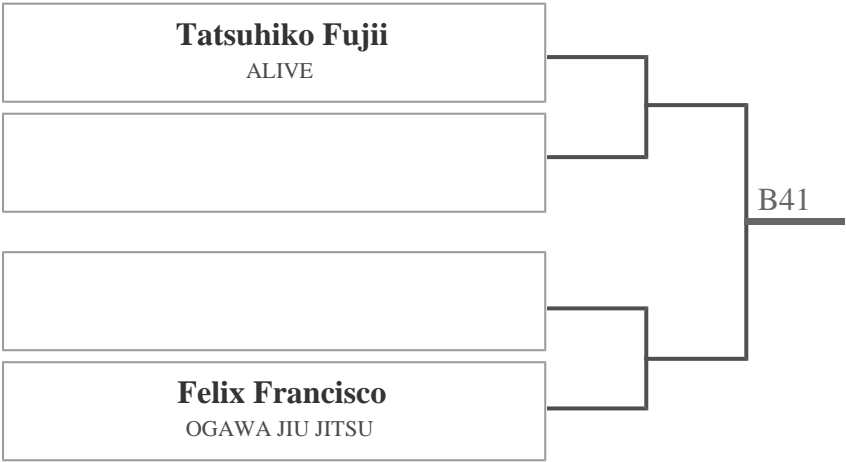 Tatsuhiko Fujii
ALIVE
B41
Felix Francisco
OGAWA JIU JITSU